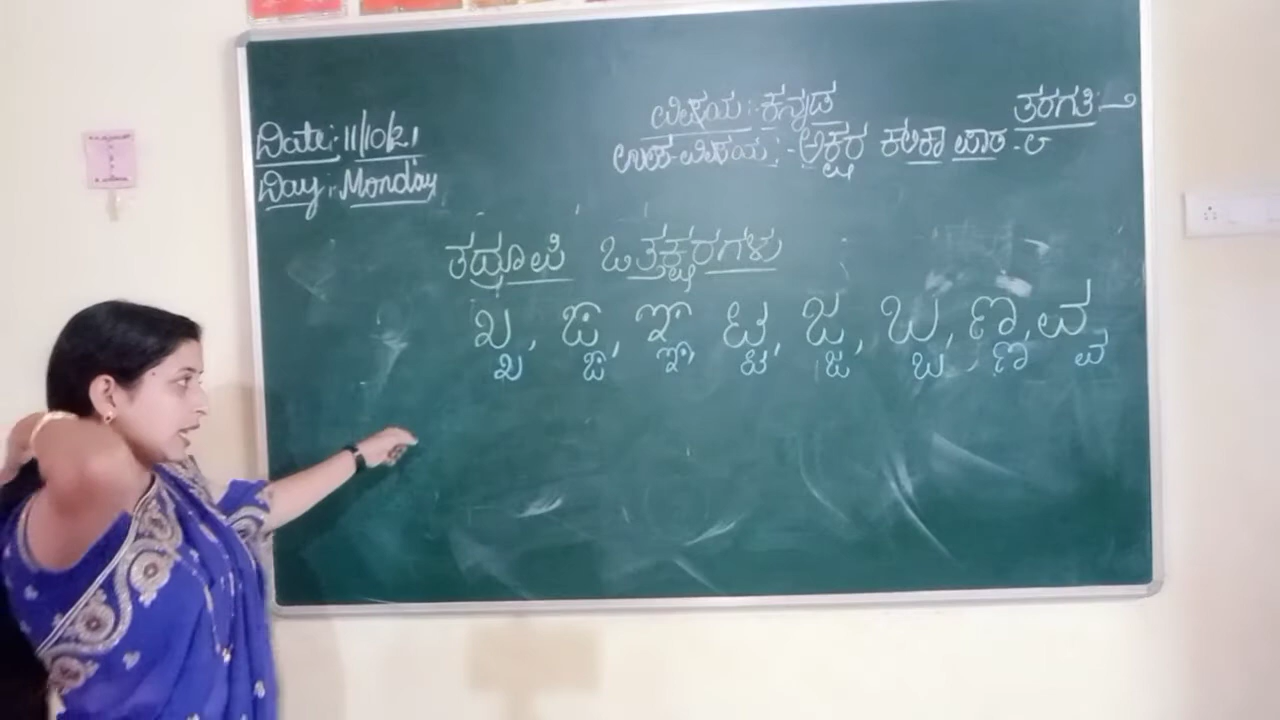 Date:- 11/10/21
Day:- Monday
ವಿಷಯ:- ಕನ್ನಡ
ತರಗತಿ:- ೨
ಉಪ-ವಿಷಯ:- ಅಕ್ಷರ ಕಲಿಕಾ ಪಾಠ - ೮
ತದ್ರೂಪಿ ಒತ್ತಕ್ಷರಗಳು
ಖ್ಖ, ಙ್ಙ, ಞ್ಞ, ಟ್ಟ, ಜ್ಜ, ಬ್ಬ, ಣ್ಣ, ವ್ವ